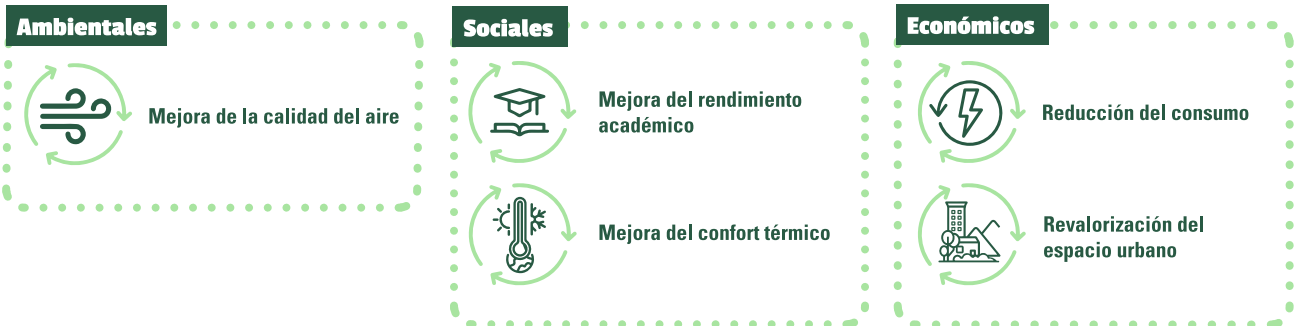 Ambientales
Mejora de la calidad del aire
Sociales
Mejora del rendimiento
académico
Mejora del confort térmico
Económicos
Reducción del consumo
Revalorización del
espacio urbano